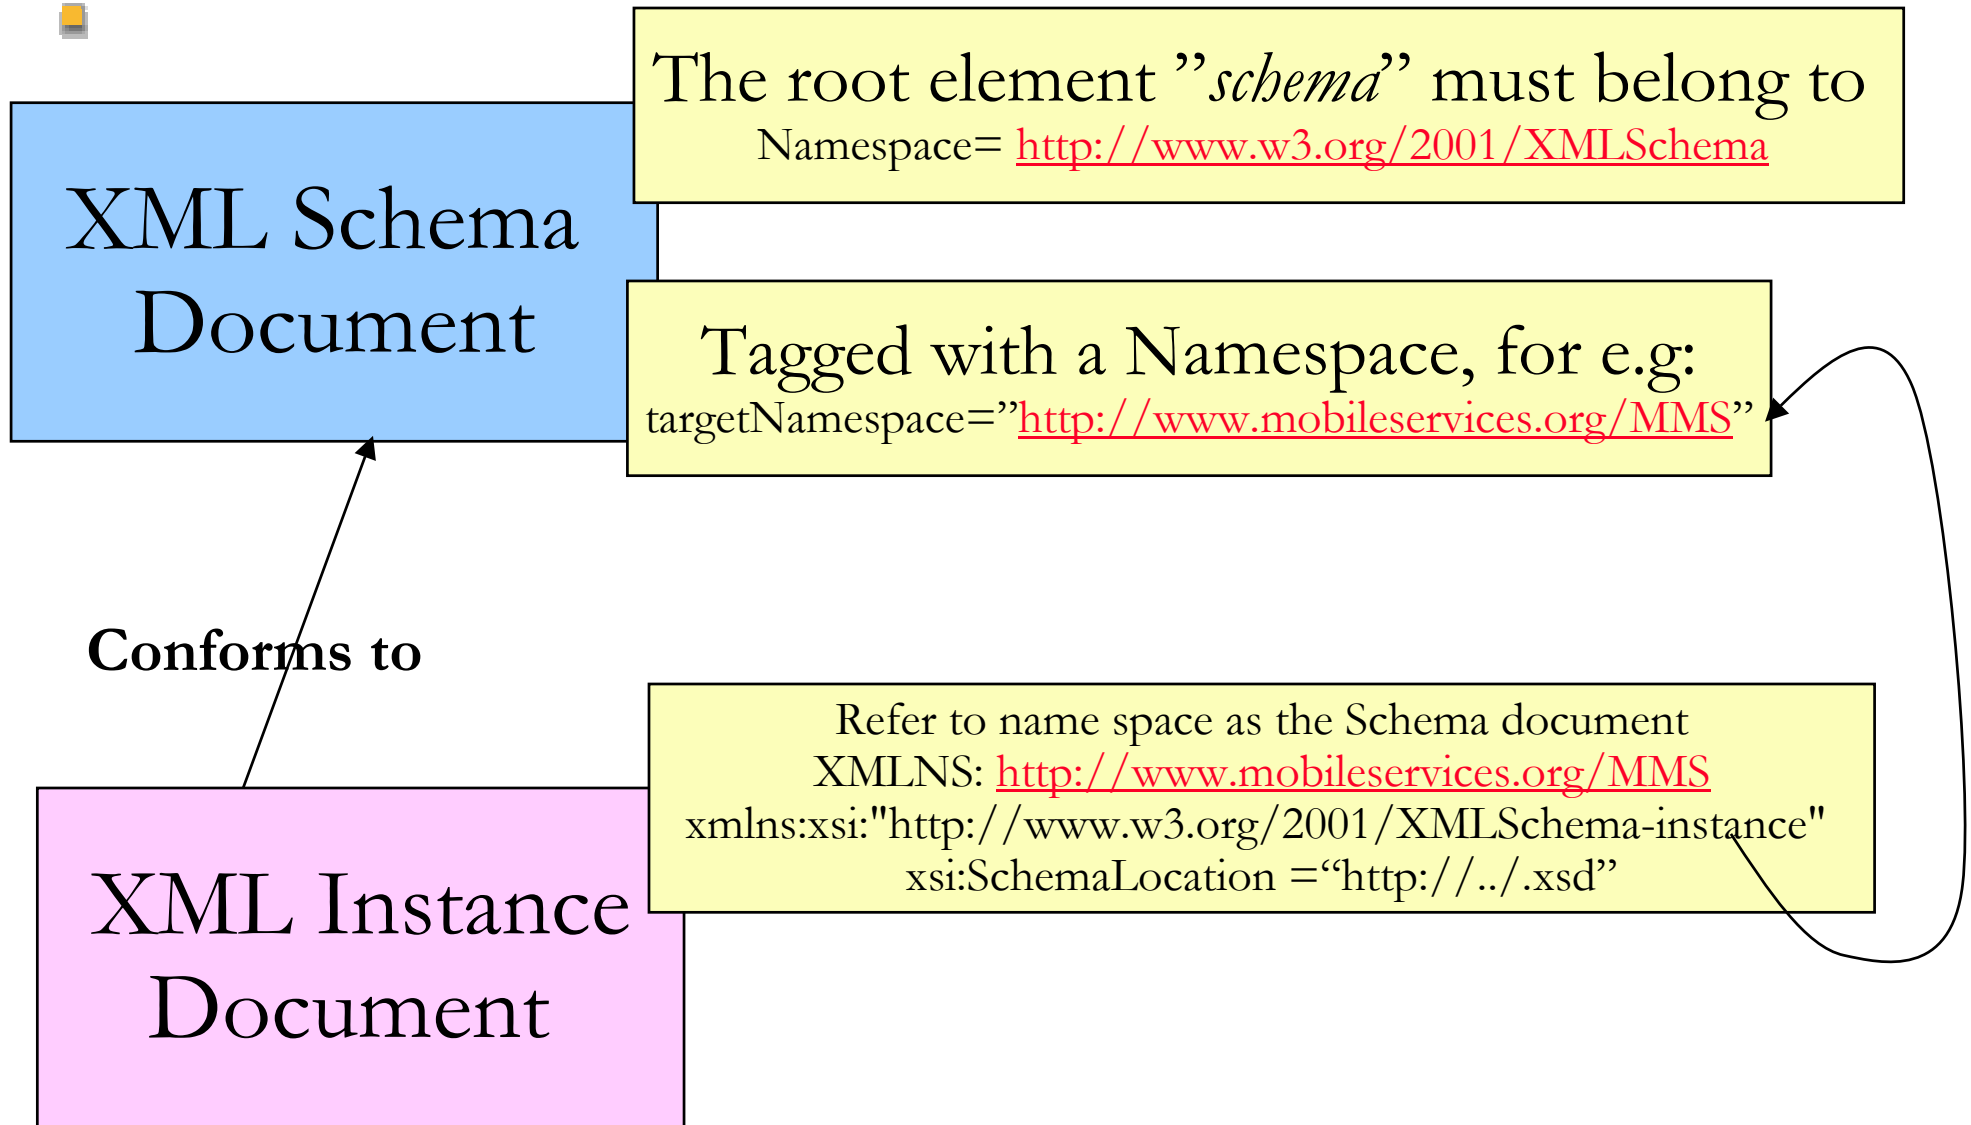 The root element ”schema” must belong to
Namespace= http://www.w3.org/2001/XMLSchema
XML Schema
Document
Tagged with a Namespace, for e.g:
targetNamespace=”http://www.mobileservices.org/MMS”
Conforms to
Refer to name space as the Schema document
XMLNS: http://www.mobileservices.org/MMS
xmlns:xsi:"http://www.w3.org/2001/XMLSchema-instance"
xsi:SchemaLocation =“http://../.xsd”
XML Instance
Document